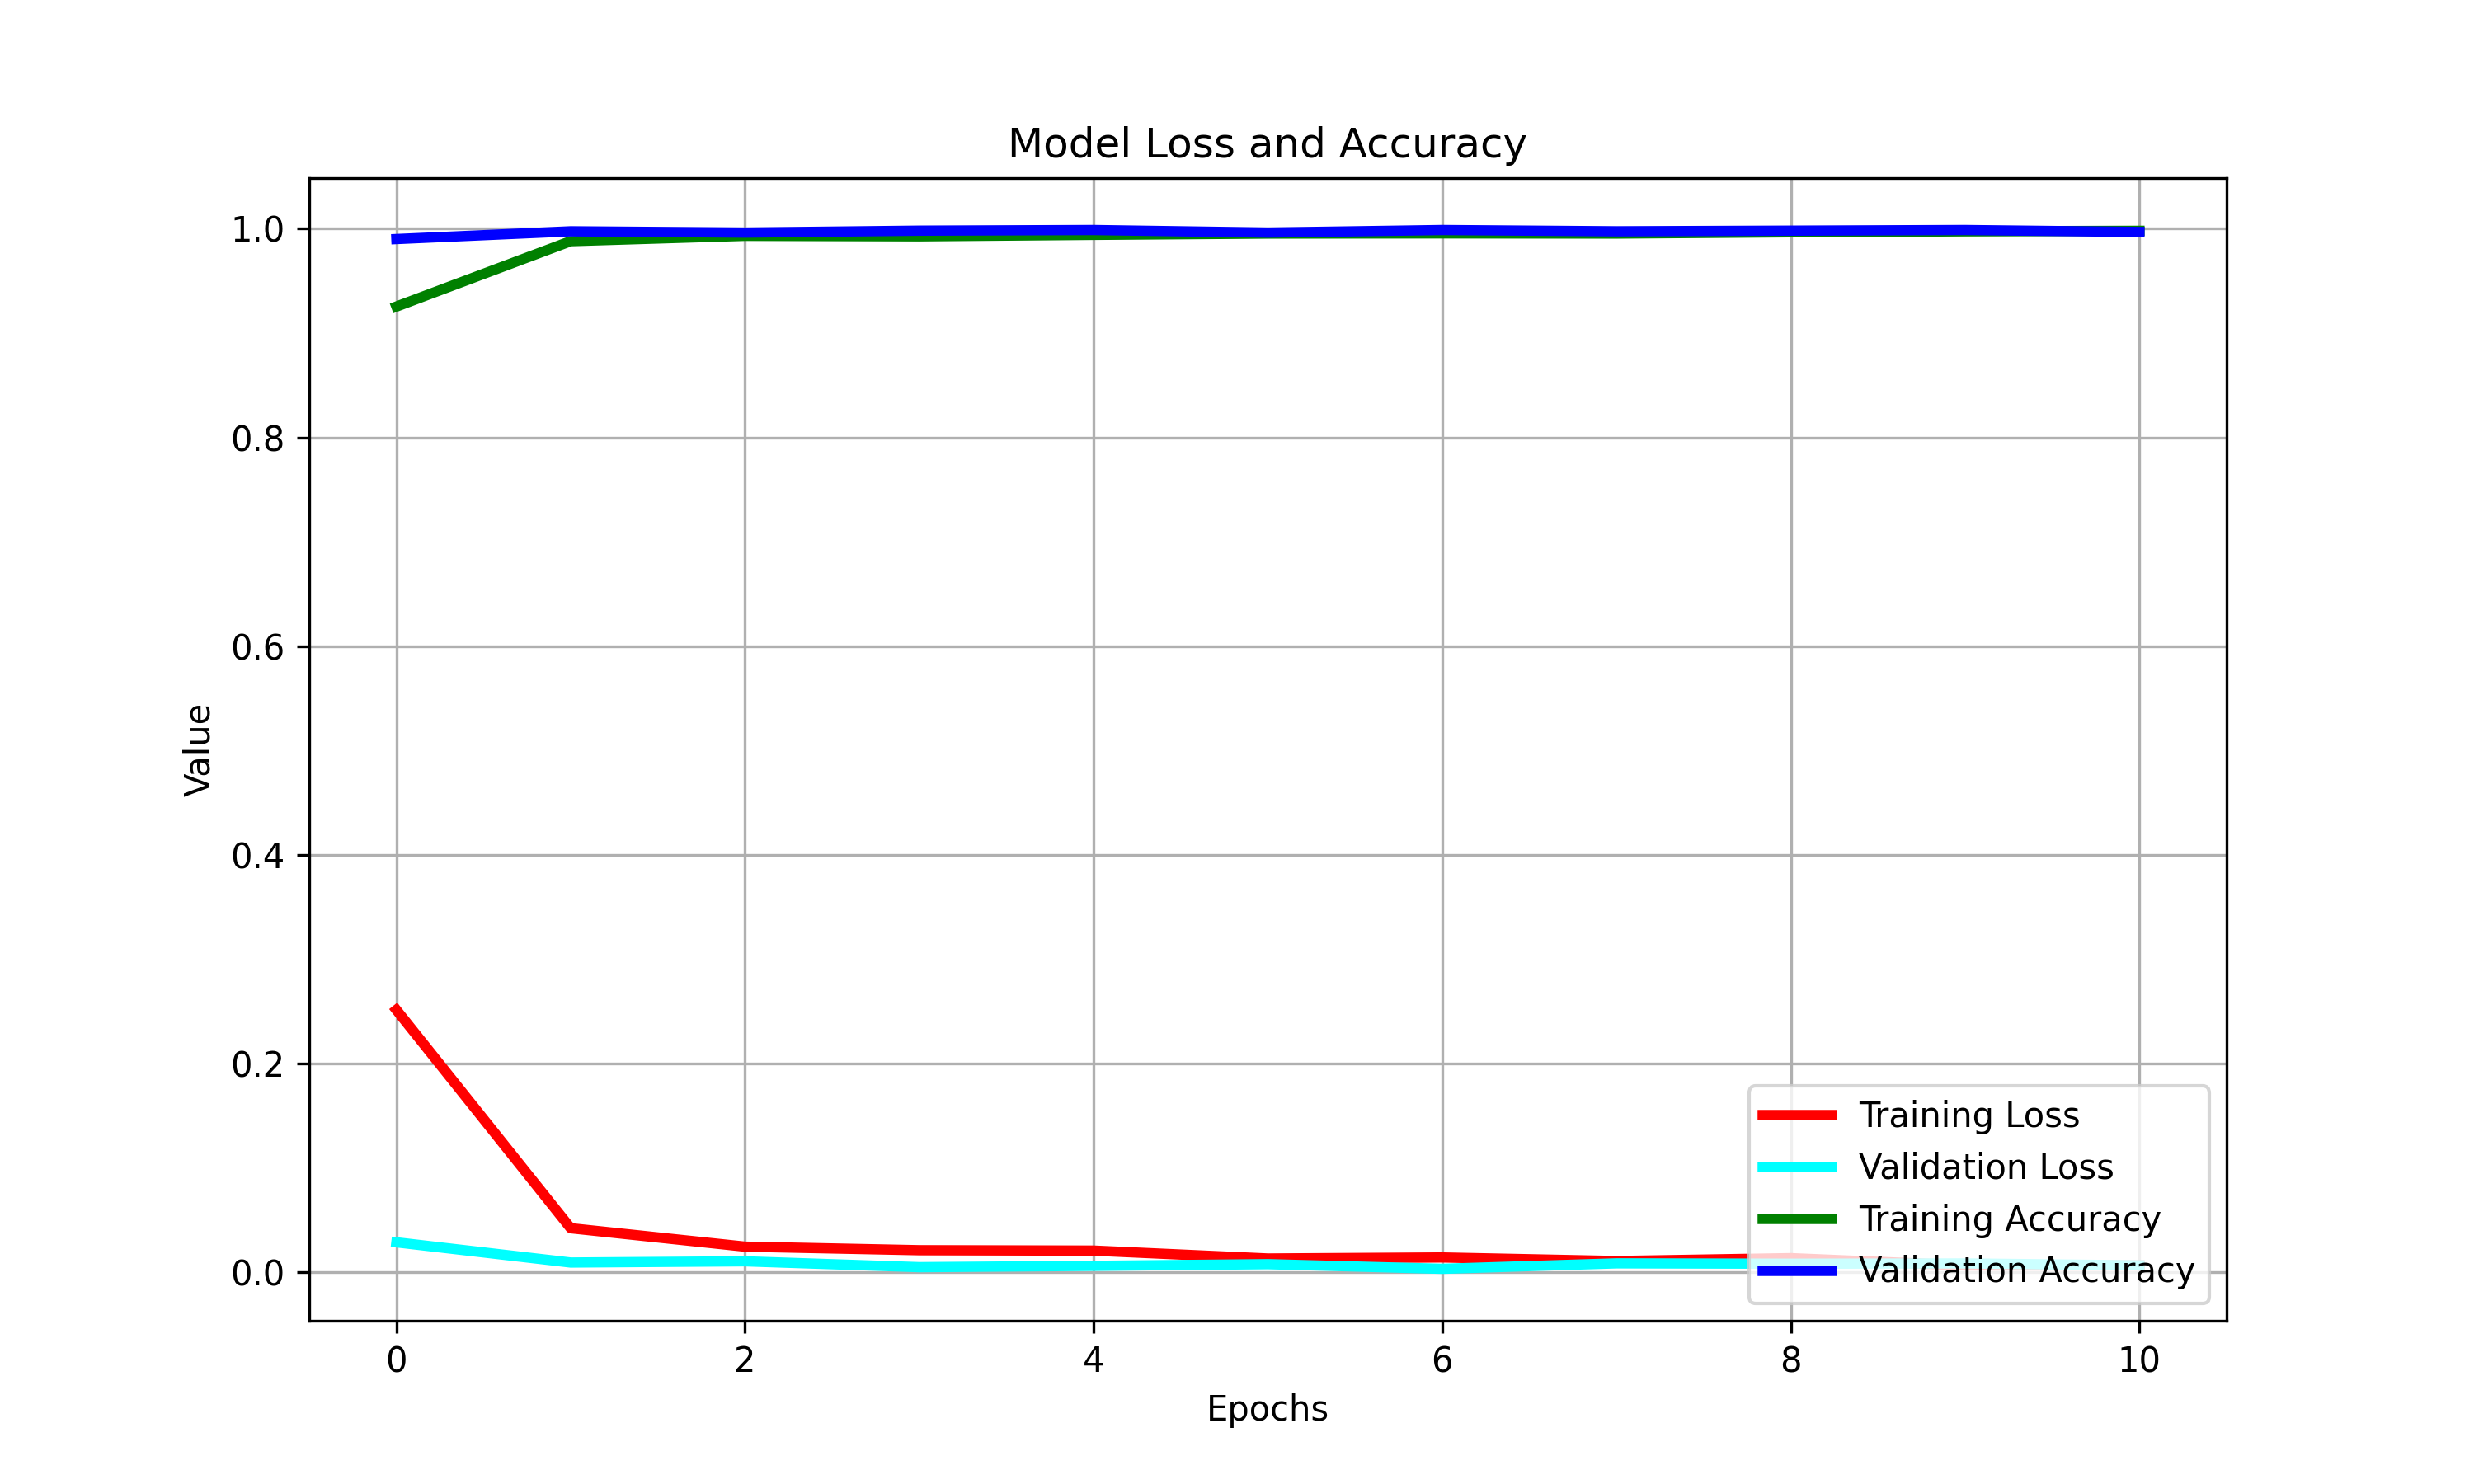 Model Loss and Accuracy
1.0
0.8
0.6
0.4
0.2
0.0
Value
Training Loss
Validation Loss
Training Accuracy
Validation Accuracy
0 2 4 6 8 10
Epochs